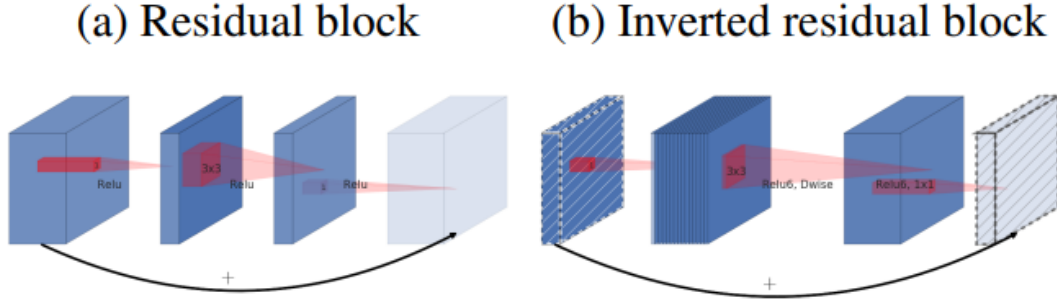 (a) Residual block
(b) Inverted residual block
Relu
3x3
Relu
Relu
+
3x3
Relu6, Dwise
Relu6, 1x1
+